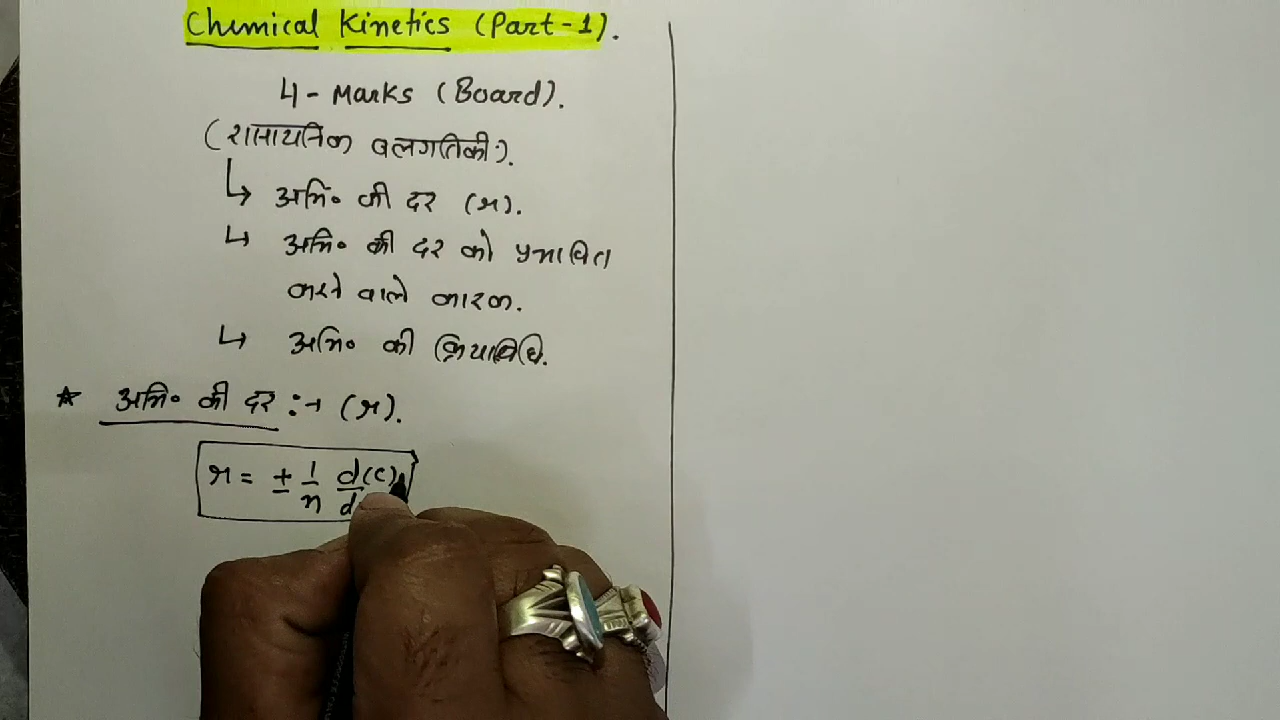 Chemical Kinetics (Part-1).
4 - Marks (Board).
(रासायनिक बलगतिकी).
↳ अभि० की दर (r).
↳ अभि० की दर को प्रभावित
करने वाले कारक.
↳ अभि० की क्रियाविधि.
* अभि० की दर :→ (r).
r = ± 1/n d(c)/d